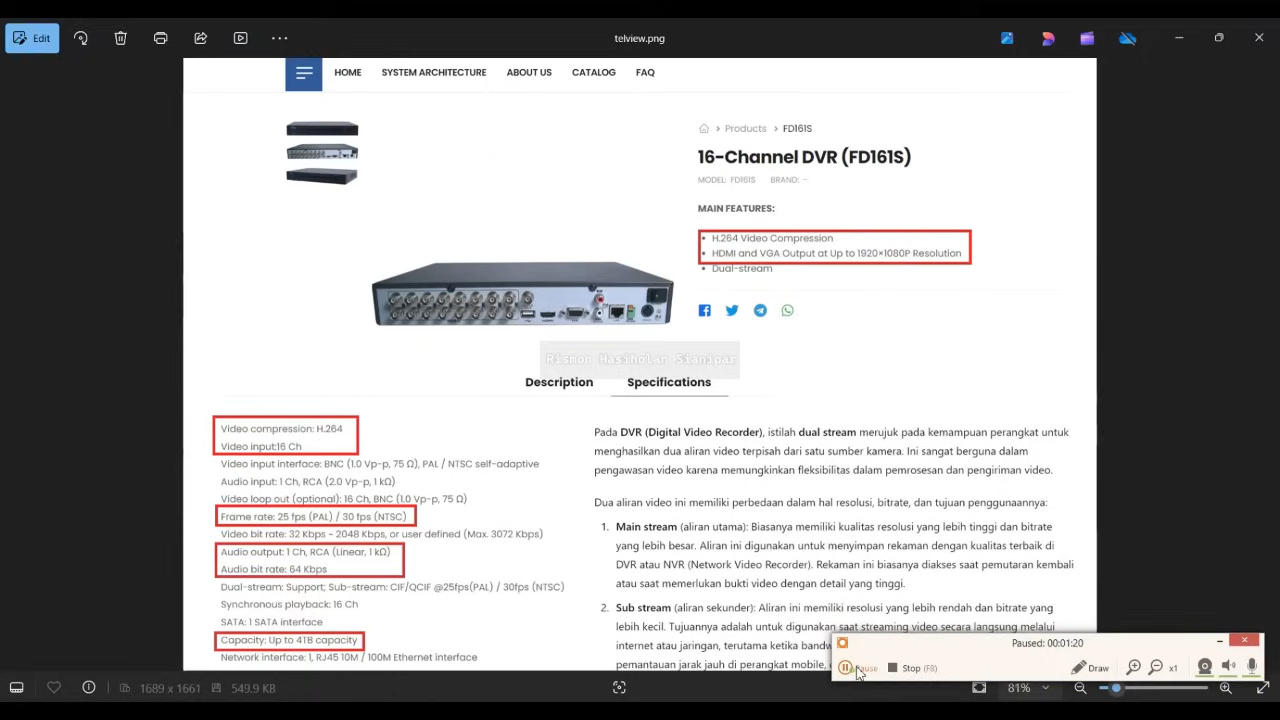 Edit
telview.png
HOME SYSTEM ARCHITECTURE ABOUT US CATALOG FAQ
Products > FD161S
16-Channel DVR (FD161S)
MODEL: FD161S BRAND: -
MAIN FEATURES:
• H.264 Video Compression
• HDMI and VGA Output at Up to 1920×1080P Resolution
• Dual-stream
Rismon Hasiholan Sianipar
Description Specifications
Video compression: H.264
Video input:16 Ch
Video input interface: BNC (1.0 Vp-p, 75 Ω), PAL / NTSC self-adaptive
Audio input: 1 Ch, RCA (2.0 Vp-p, 1 kΩ)
Video loop out (optional): 16 Ch, BNC (1.0 Vp-p, 75 Ω)
Frame rate: 25 fps (PAL) / 30 fps (NTSC)
Video bit rate: 32 Kbps - 2048 Kbps, or user defined (Max. 3072 Kbps)
Audio output: 1 Ch, RCA (Linear, 1 kΩ)
Audio bit rate: 64 Kbps
Dual-stream: Support; Sub-stream: CIF/QCIF @25fps(PAL) / 30fps (NTSC)
Synchronous playback: 16 Ch
SATA: 1 SATA interface
Capacity: Up to 4TB capacity
Network interface: 1, RJ45 10M / 100M Ethernet interface
Pada DVR (Digital Video Recorder), istilah dual stream merujuk pada kemampuan perangkat untuk
menghasilkan dua aliran video terpisah dari satu sumber kamera. Ini sangat berguna dalam
pengawasan video karena memungkinkan fleksibilitas dalam pemrosesan dan pengiriman video.
Dua aliran video ini memiliki perbedaan dalam hal resolusi, bitrate, dan tujuan penggunaannya:
1. Main stream (aliran utama): Biasanya memiliki kualitas resolusi yang lebih tinggi dan bitrate
yang lebih besar. Aliran ini digunakan untuk menyimpan rekaman dengan kualitas terbaik di
DVR atau NVR (Network Video Recorder). Rekaman ini biasanya diakses saat pemutaran kembali
atau saat memerlukan bukti video dengan detail yang tinggi.
2. Sub stream (aliran sekunder): Aliran ini memiliki resolusi yang lebih rendah dan bitrate yang
lebih kecil. Tujuannya adalah untuk digunakan saat streaming video secara langsung melalui
internet atau jaringan, terutama ketika ba
pemantauan jarak jauh di perangkat mobile,
Paused: 00:01:20
Pause Stop (F8) Draw x1
1689 x 1661 549.9 KB 81%